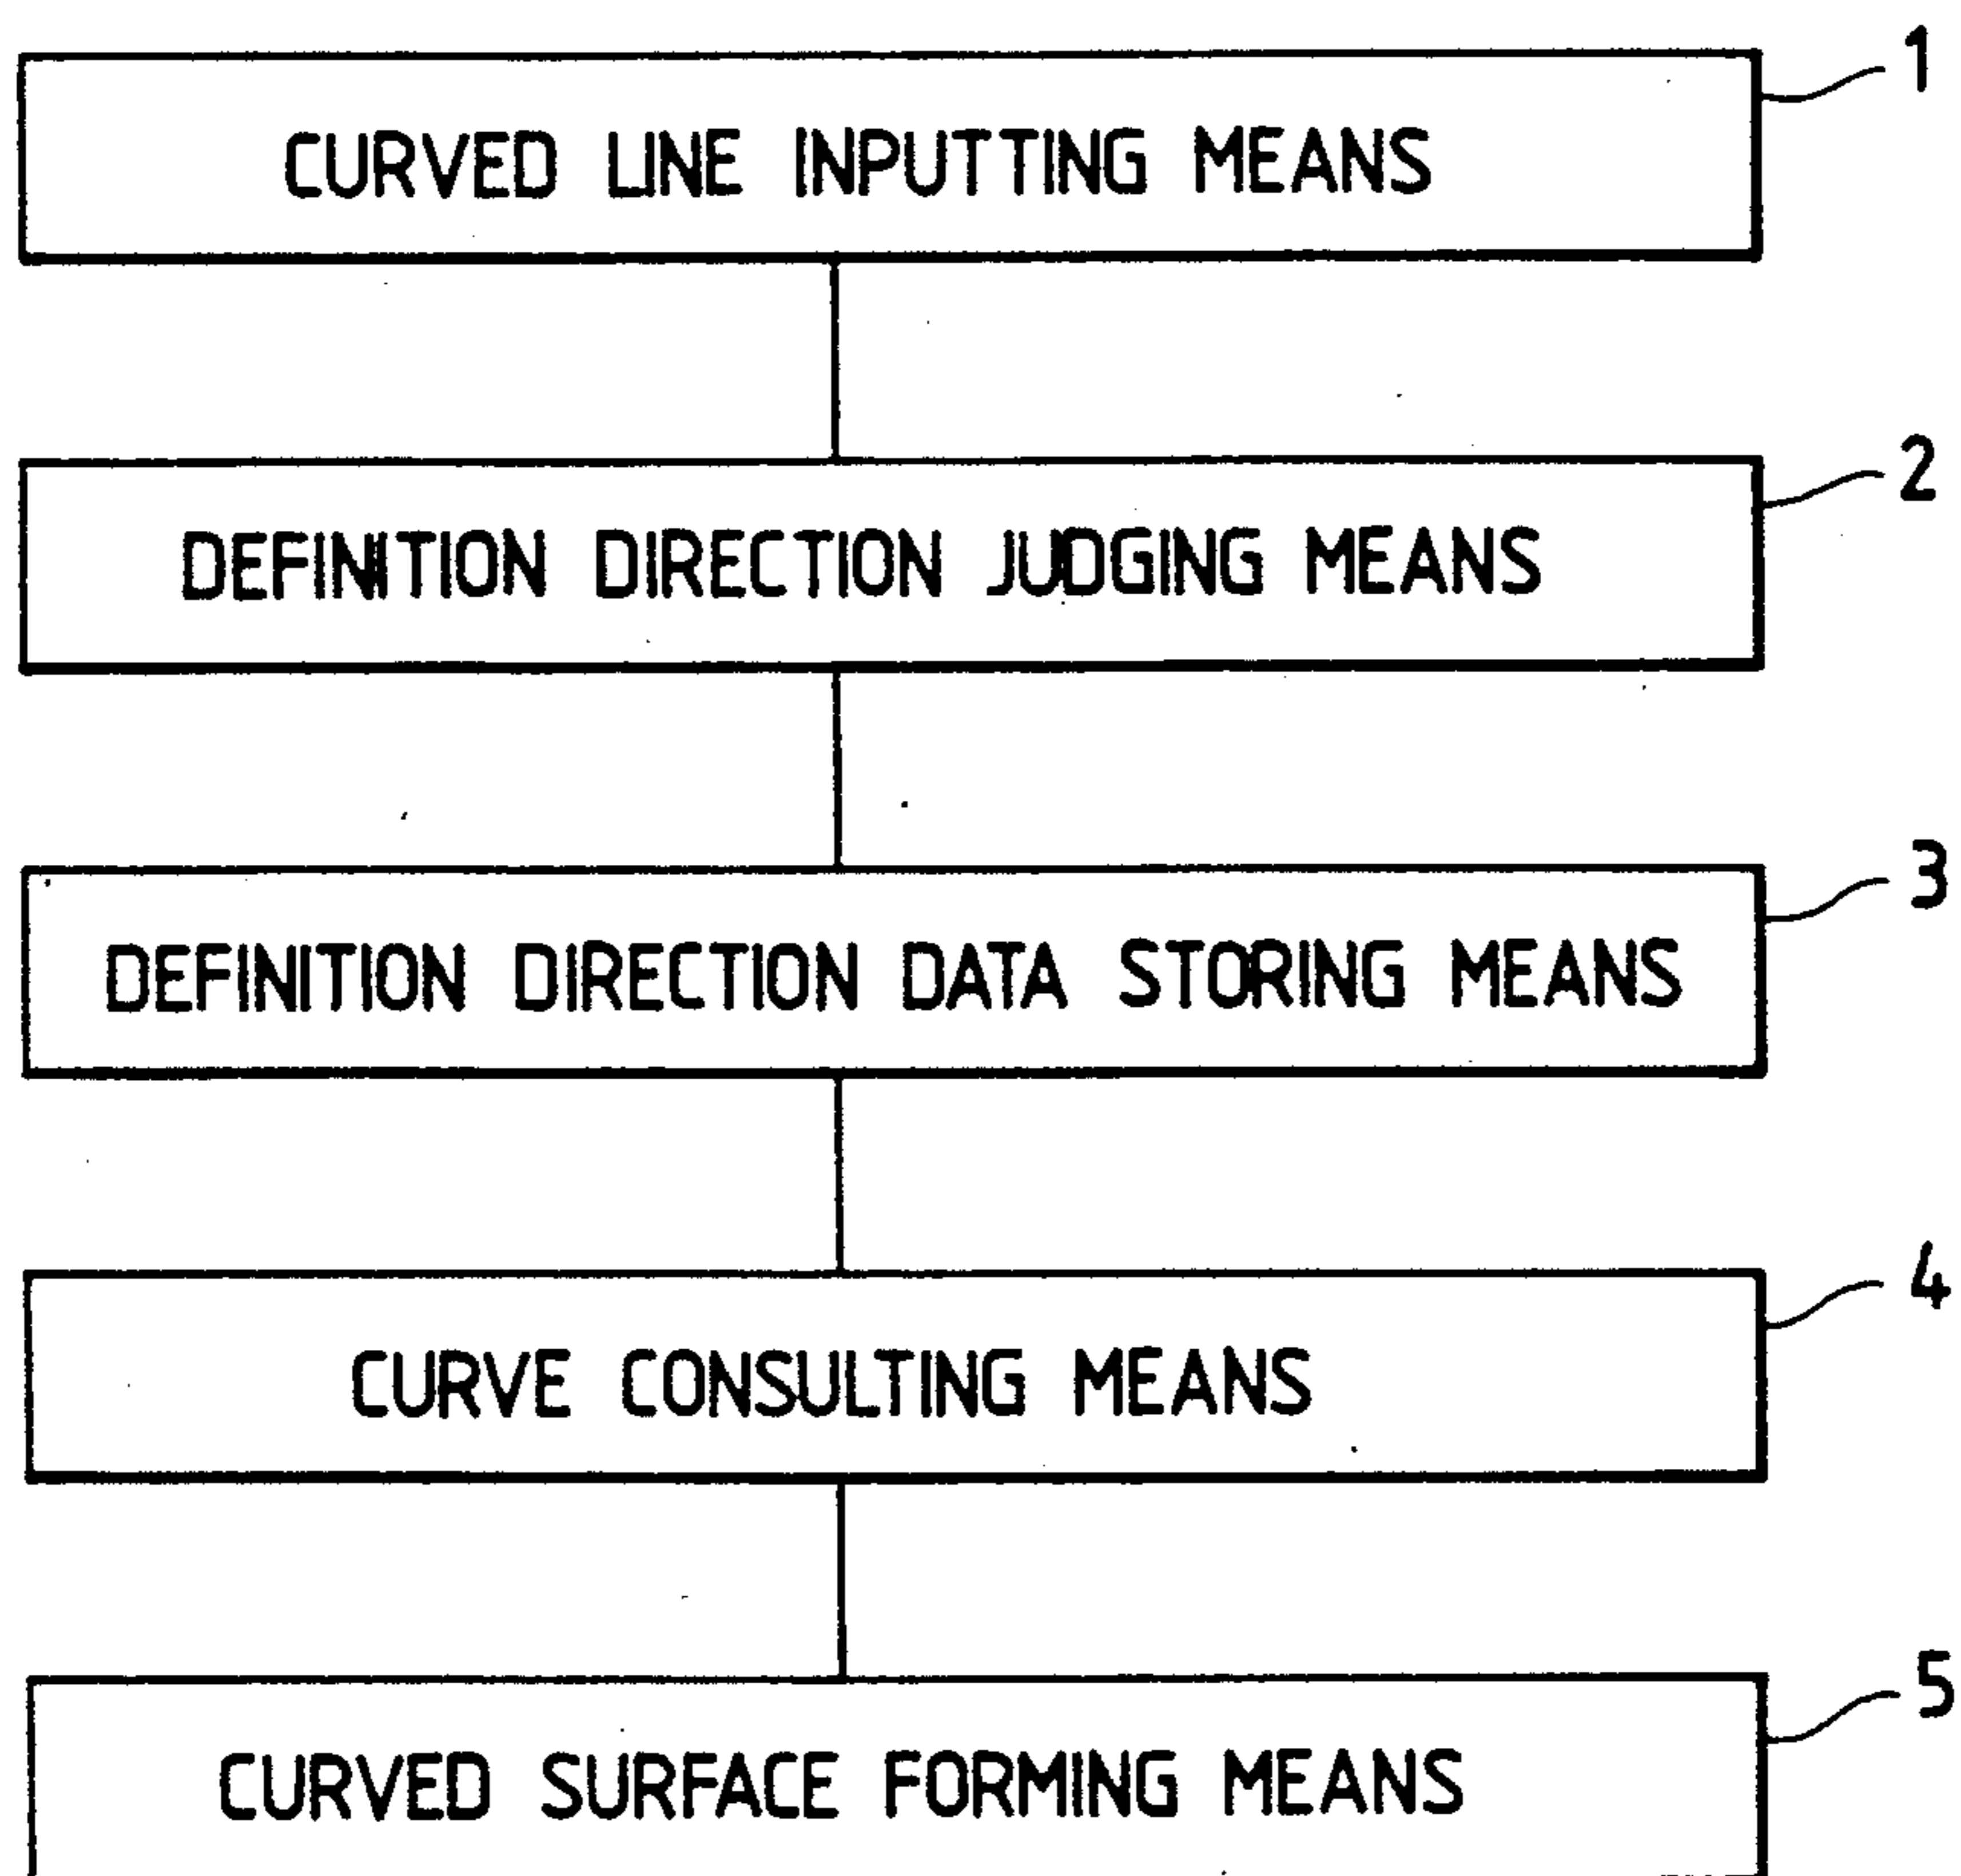 1
CURVED LINE INPUTTING MEANS
2
DEFINITION DIRECTION JUDGING MEANS
3
DEFINITION DIRECTION DATA STORING MEANS
4
CURVE CONSULTING MEANS
5
CURVED SURFACE FORMING MEANS